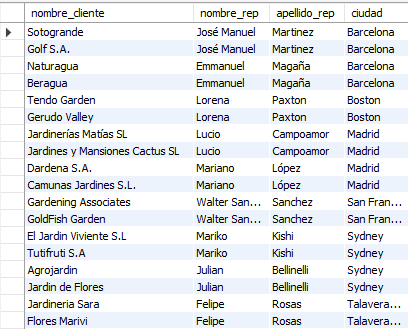 nombre_cliente nombre_rep apellido_rep ciudad
Sotogrande José Manuel Martinez Barcelona
Golf S.A. José Manuel Martinez Barcelona
Naturagua Emmanuel Magaña Barcelona
Beragua Emmanuel Magaña Barcelona
Tendo Garden Lorena Paxton Boston
Gerudo Valley Lorena Paxton Boston
Jardinerías Matías SL Lucio Campoamor Madrid
Jardines y Mansiones Cactus SL Lucio Campoamor Madrid
Dardena S.A. Mariano López Madrid
Camunas Jardines S.L. Mariano López Madrid
Gardening Associates Walter San... Sanchez San Fran...
GoldFish Garden Walter San... Sanchez San Fran...
El Jardin Viviente S.L Mariko Kishi Sydney
Tutifruti S.A Mariko Kishi Sydney
Agrojardin Julian Bellinelli Sydney
Jardin de Flores Julian Bellinelli Sydney
Jardineria Sara Felipe Rosas Talavera...
Flores Marivi Felipe Rosas Talavera...